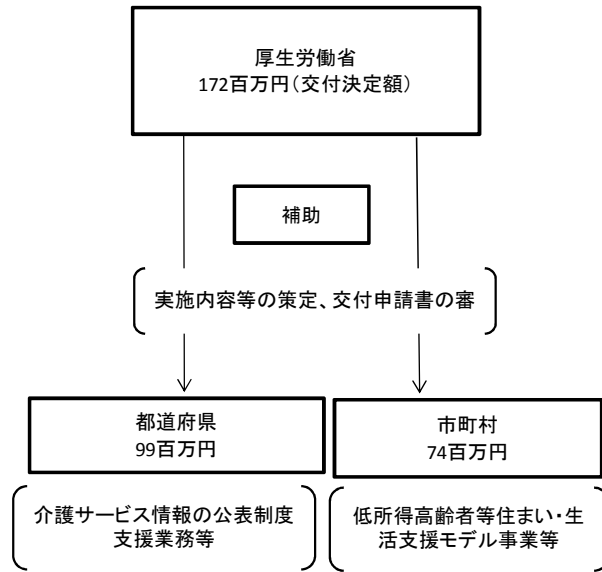 厚生労働省
172百万円（交付決定額）
補助
実施内容等の策定、交付申請書の審
都道府県
99百万円
市町村
74百万円
介護サービス情報の公表制度
支援業務等
低所得高齢者等住まい・生
活支援モデル事業等